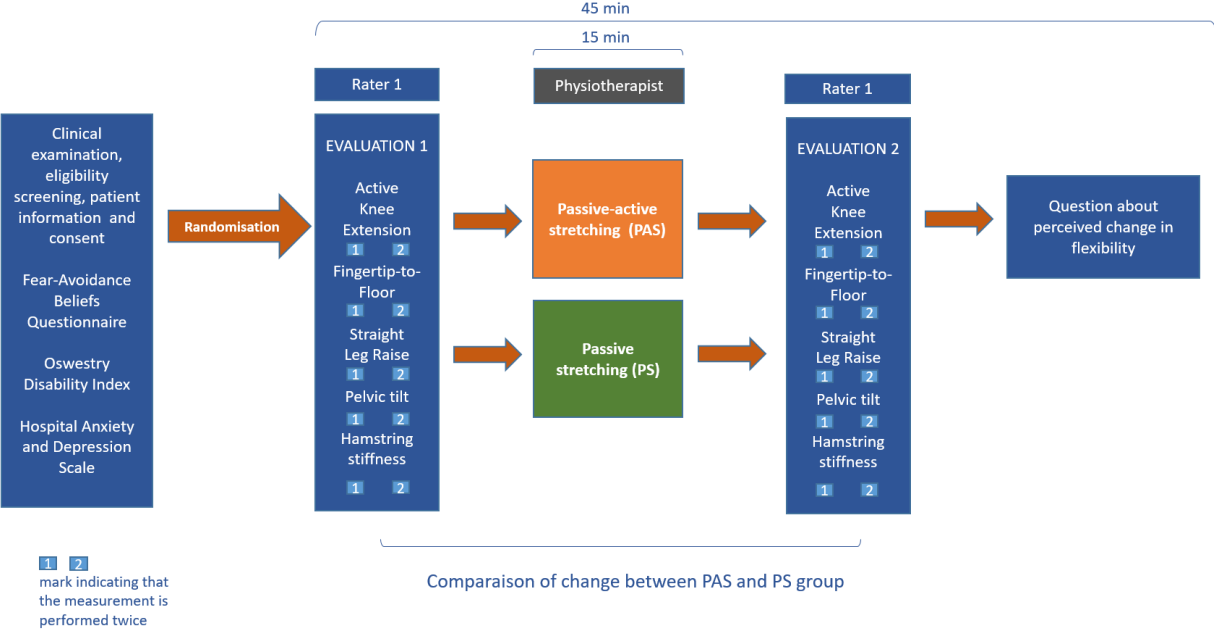 45 min
15 min
Rater 1
Physiotherapist
Rater 1
Clinical
examination,
eligibility
screening, patient
information and
consent
Fear-Avoidance
Beliefs
Questionnaire
Oswestry
Disability Index
Hospital Anxiety
and Depression
Scale
Randomisation
EVALUATION 1
Active
Knee
Extension
1 2
Fingertip-to-
Floor
1 2
Straight
Leg Raise
1 2
Pelvic tilt
1 2
Hamstring
stiffness
1 2
Passive-active
stretching (PAS)
Passive
stretching (PS)
EVALUATION 2
Active
Knee
Extension
1 2
Fingertip-to-
Floor
1 2
Straight
Leg Raise
1 2
Pelvic tilt
1 2
Hamstring
stiffness
1 2
Question about
perceived change in
flexibility
Comparaison of change between PAS and PS group
1 2
mark indicating that
the measurement is
performed twice